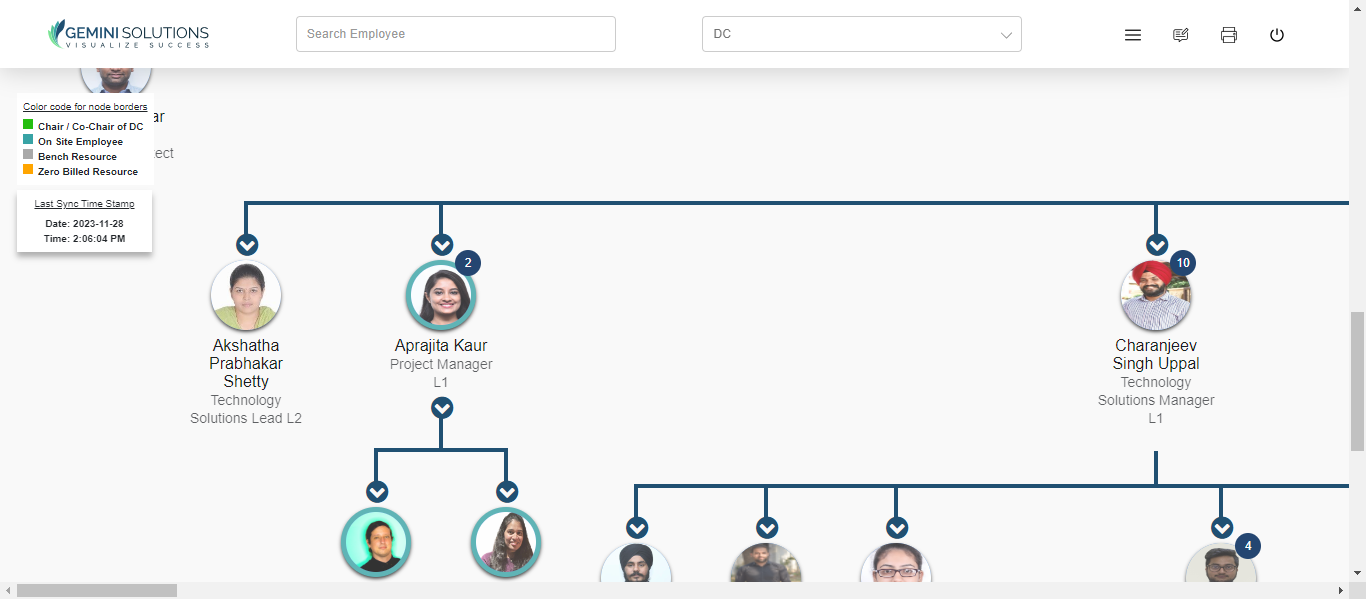 GEMINI SOLUTIONS
VISUALIZE SUCCESS
Search Employee
DC
Color code for node borders
Chair / Co-Chair of DC
On Site Employee
Bench Resource
Zero Billed Resource
ar
tect
Last Sync Time Stamp
Date: 2023-11-28
Time: 2:06:04 PM
2
10
Akshatha
Prabhakar
Shetty
Technology
Solutions Lead L2
Aprajita Kaur
Project Manager
L1
Charanjeev
Singh Uppal
Technology
Solutions Manager
L1
4